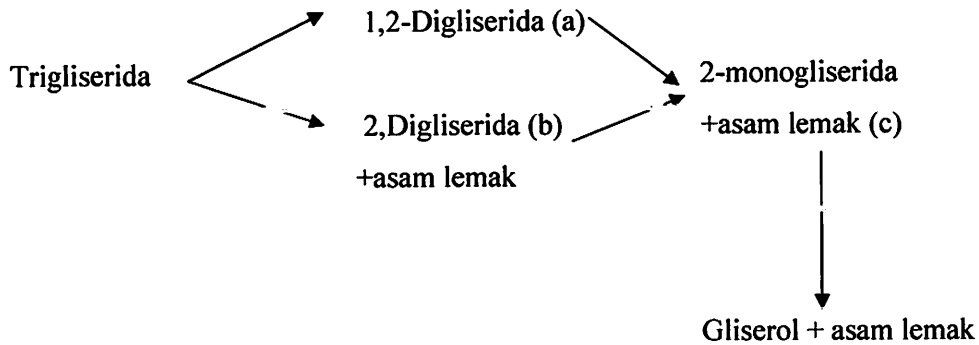 1,2-Digliserida (a)
Trigliserida
2-monogliserida
+asam lemak (c)
2,Digliserida (b)
+asam lemak
Gliserol + asam lemak